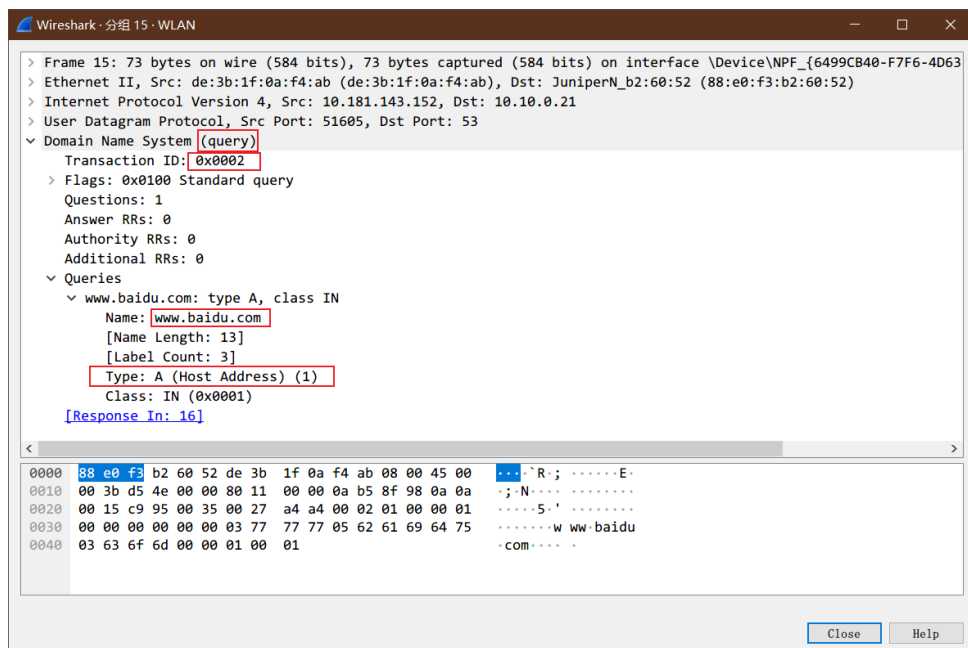 Wireshark · 分组 15 · WLAN
Frame 15: 73 bytes on wire (584 bits), 73 bytes captured (584 bits) on interface \Device\NPF_{6499CB40-F7F6-4D63
Ethernet II, Src: de:3b:1f:0a:f4:ab (de:3b:1f:0a:f4:ab), Dst: JuniperN_b2:60:52 (88:e0:f3:b2:60:52)
Internet Protocol Version 4, Src: 10.181.143.152, Dst: 10.10.0.21
User Datagram Protocol, Src Port: 51605, Dst Port: 53
Domain Name System (query)
Transaction ID: 0x0002
Flags: 0x0100 Standard query
Questions: 1
Answer RRs: 0
Authority RRs: 0
Additional RRs: 0
Queries
www.baidu.com: type A, class IN
Name: www.baidu.com
[Name Length: 13]
[Label Count: 3]
Type: A (Host Address) (1)
Class: IN (0x0001)
[Response In: 16]
0000 88 e0 f3 b2 60 52 de 3b 1f 0a f4 ab 08 00 45 00 ····`R·; ······E·
0010 00 3b d5 4e 00 00 80 11 00 00 0a b5 8f 98 0a 0a ·;·N···· ········
0020 00 15 c9 95 00 35 00 27 a4 a4 00 02 01 00 00 01 ·····5·' ········
0030 00 00 00 00 00 00 03 77 77 77 05 62 61 69 64 75 ·······w ww·baidu
0040 03 63 6f 6d 00 00 01 00 01 ·com···· ·
Close Help